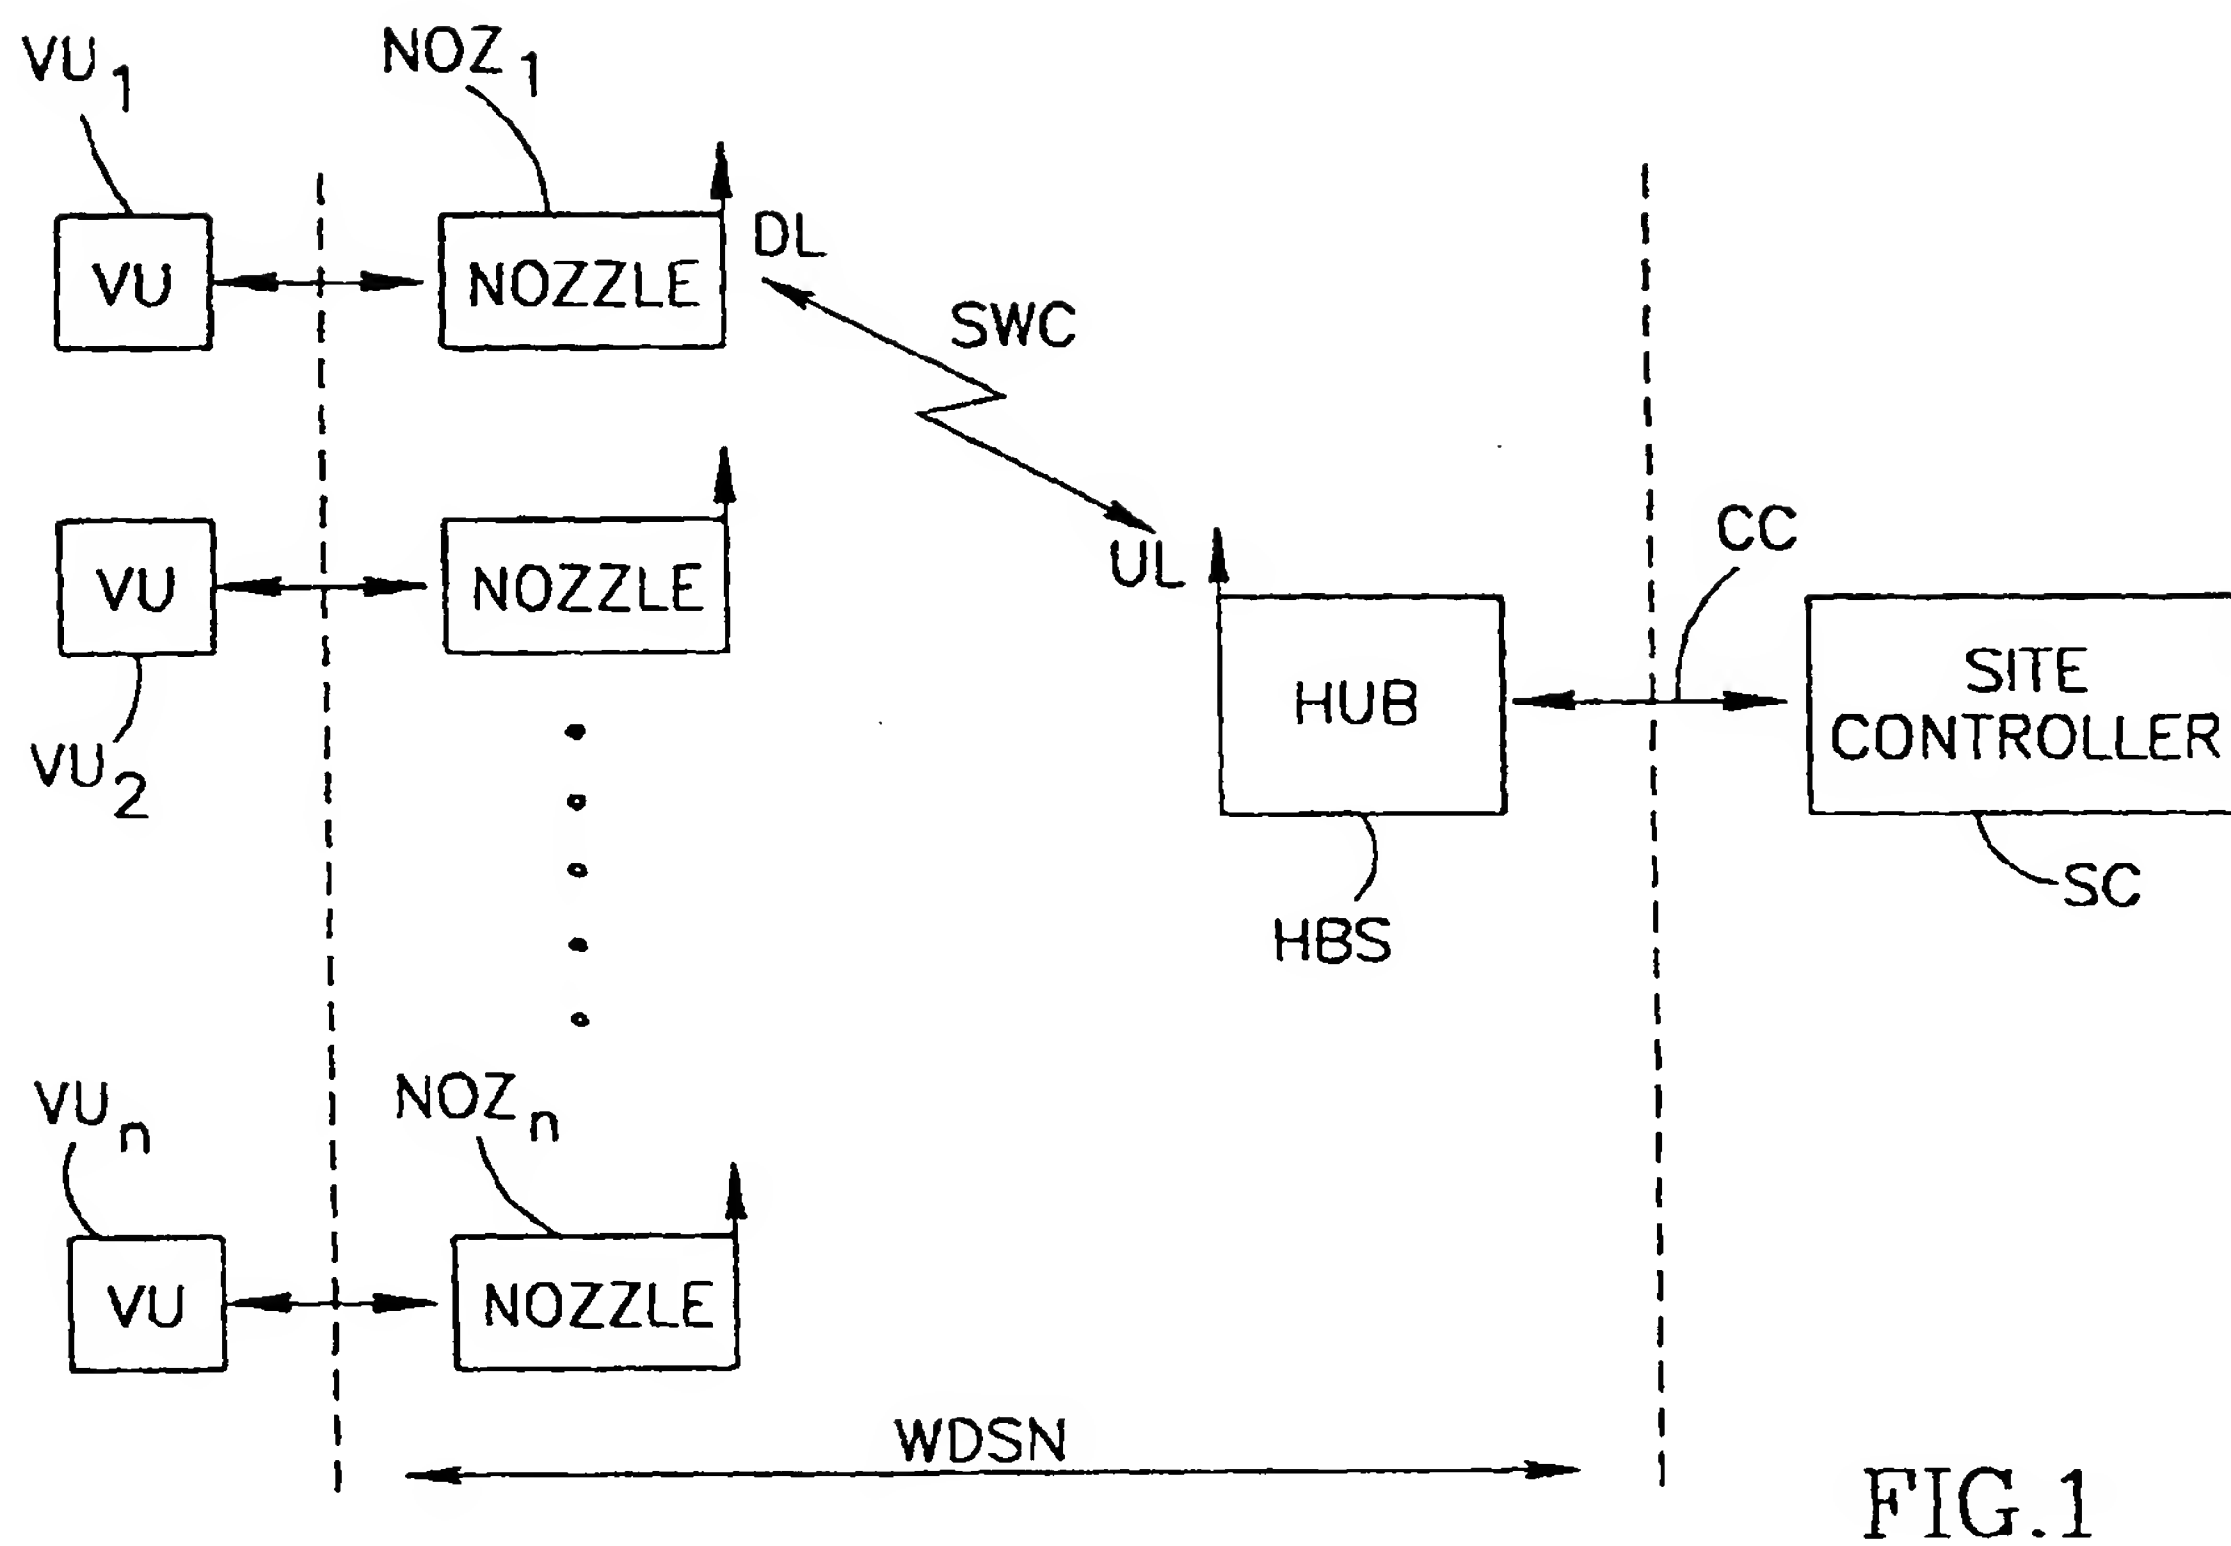 VU1
NOZ1
VU
NOZZLE
DL
SWC
VU
NOZZLE
UL
CC
HUB
SITE
CONTROLLER
VU2
SC
HBS
VUn
NOZn
VU
NOZZLE
WDSN
FIG.1